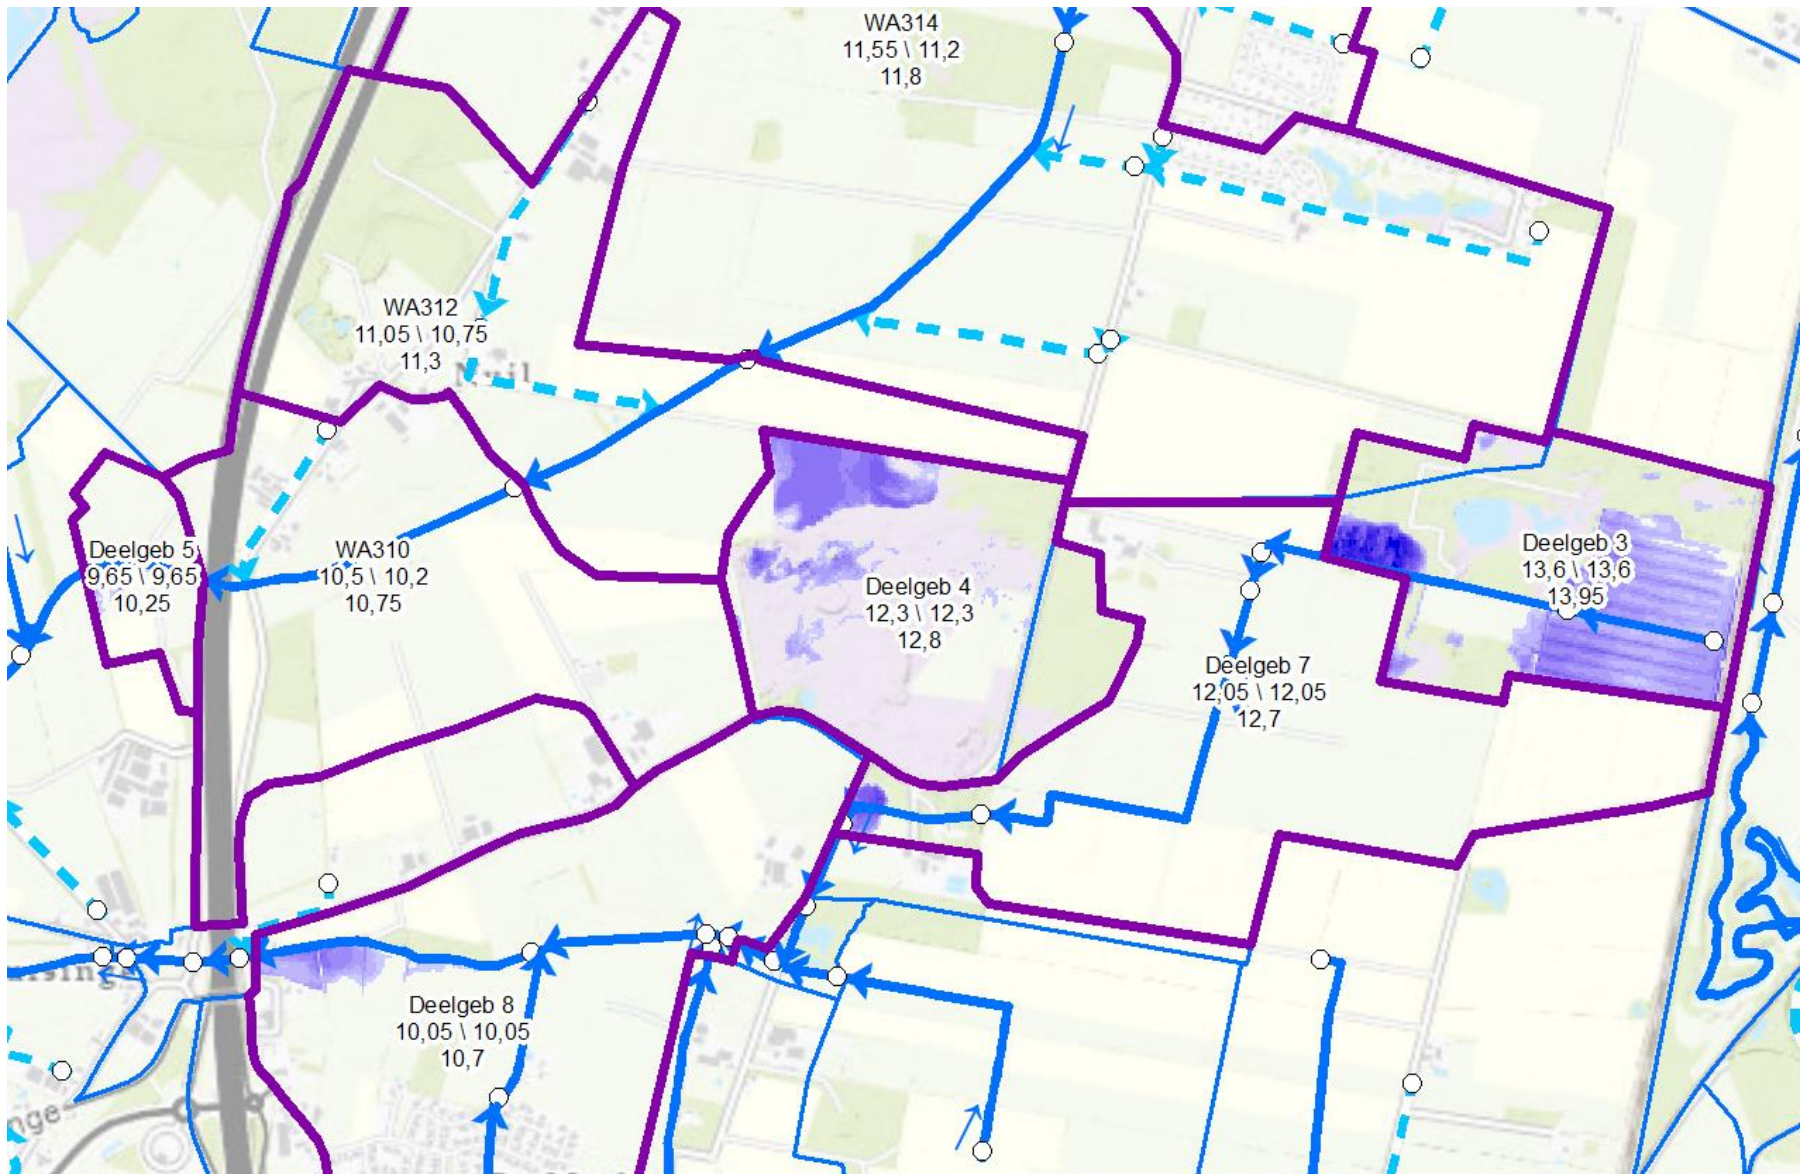 WA314
11,55 \ 11,2
11,8
WA312
11,05 \ 10,75
11,3
Nuil
Deelgeb 5
9,65 \ 9,65
10,25
WA310
10,5 \ 10,2
10,75
Deelgeb 4
12,3 \ 12,3
12,8
Deelgeb 3
13,6 \ 13,6
13,95
Deelgeb 7
12,05 \ 12,05
12,7
Deelgeb 8
10,05 \ 10,05
10,7
nge